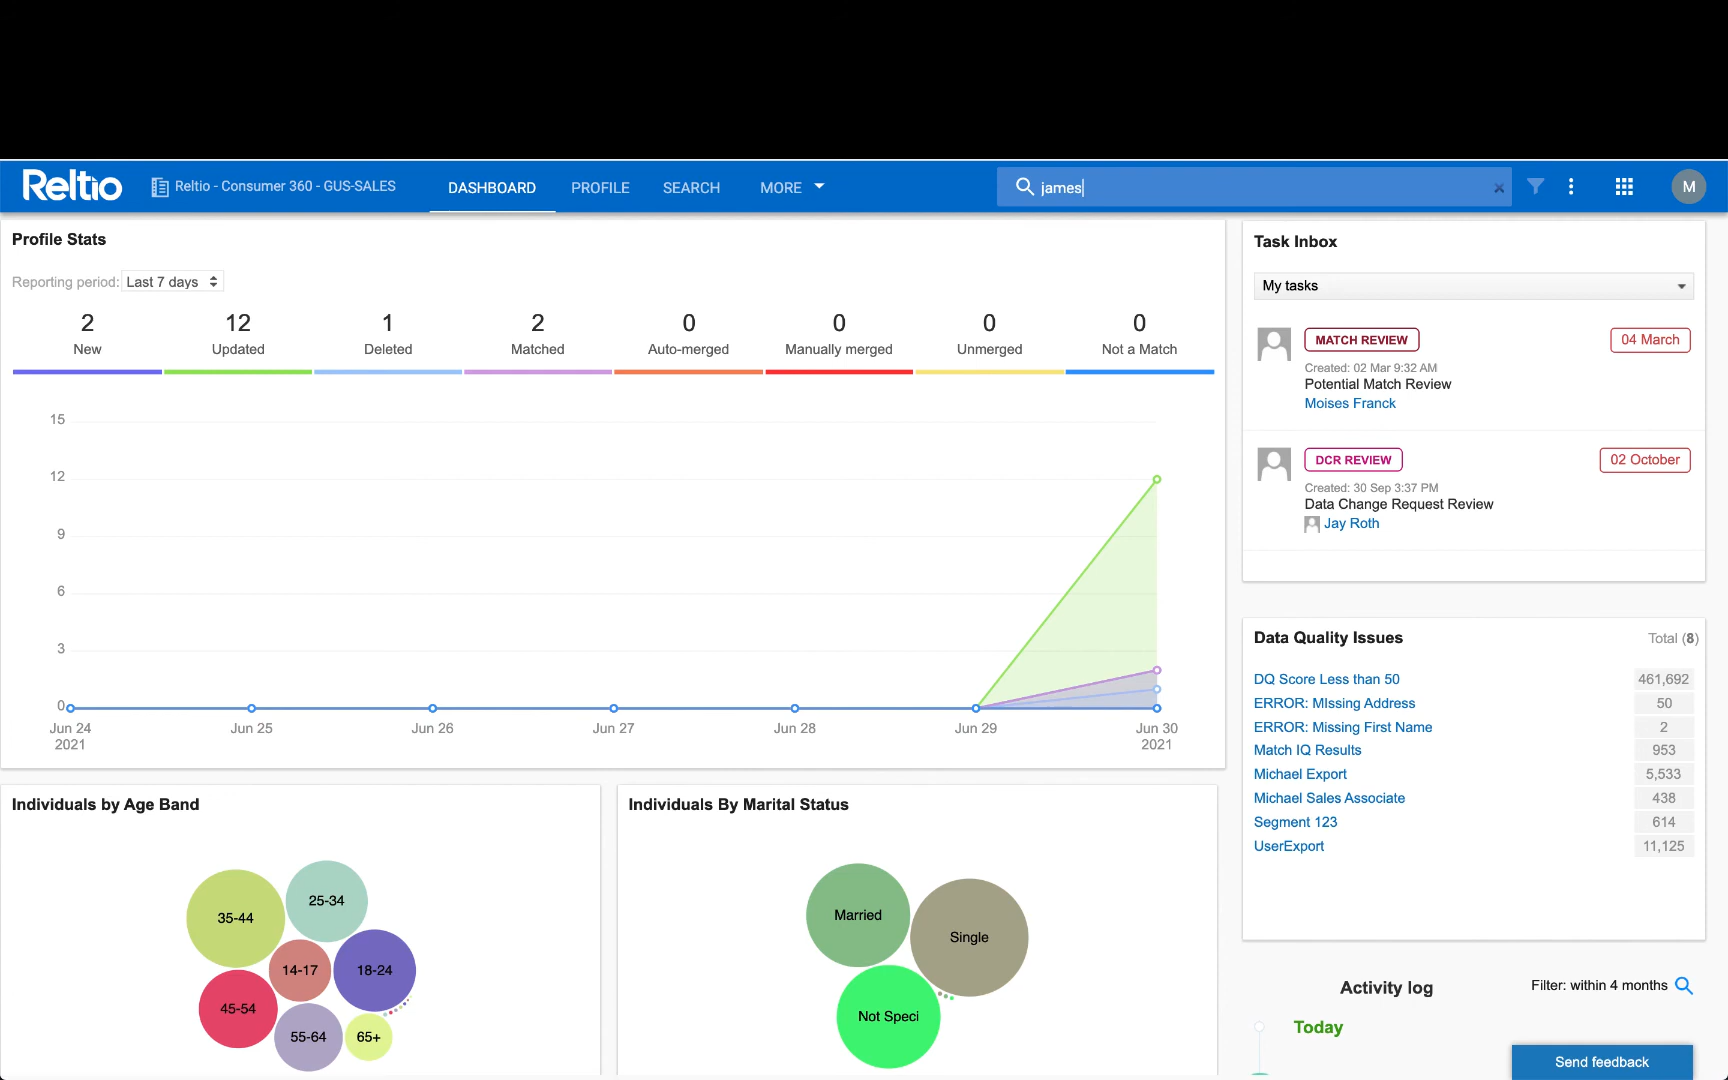 Reltio
Reltio - Consumer 360 - GUS-SALES
DASHBOARD
PROFILE
SEARCH
MORE
james
M
Profile Stats
Reporting period: Last 7 days
2
New
12
Updated
1
Deleted
2
Matched
0
Auto-merged
0
Manually merged
0
Unmerged
0
Not a Match
15
12
9
6
3
0
Jun 24
2021
Jun 25
Jun 26
Jun 27
Jun 28
Jun 29
Jun 30
2021
Individuals by Age Band
35-44
25-34
14-17
18-24
45-54
55-64
65+
Individuals By Marital Status
Married
Single
Not Speci
Task Inbox
My tasks
MATCH REVIEW
04 March
Created: 02 Mar 9:32 AM
Potential Match Review
Moises Franck
DCR REVIEW
02 October
Created: 30 Sep 3:37 PM
Data Change Request Review
Jay Roth
Data Quality Issues
Total (8)
DQ Score Less than 50 461,692
ERROR: MIssing Address 50
ERROR: Missing First Name 2
Match IQ Results 953
Michael Export 5,533
Michael Sales Associate 438
Segment 123 614
UserExport 11,125
Activity log
Filter: within 4 months
Today
Send feedback